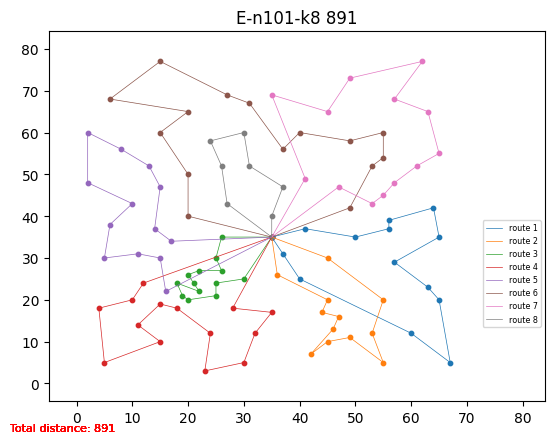 E-n101-k8 891
80
70
60
50
40
30
20
10
0
route 1
route 2
route 3
route 4
route 5
route 6
route 7
route 8
0 10 20 30 40 50 60 70 80
Total distance: 891